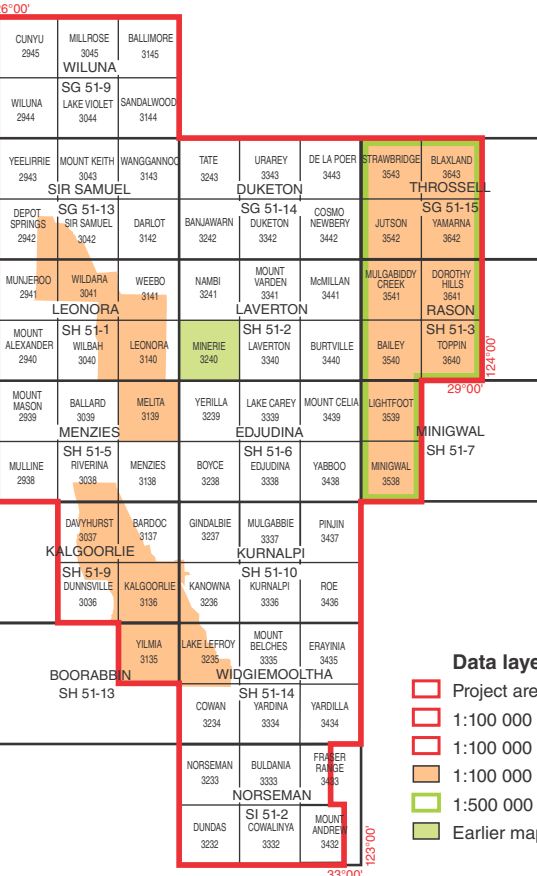 26°00'
CUNYU MILLROSE BALLIMORE
2945 3045 3145
WILUNA
SG 51-9
WILUNA LAKE VIOLET SANDALWOOD
2944 3044 3144
YEELIRRIE MOUNT KEITH WANGGANNOO TATE URAREY DE LA POER STRAWBRIDGE BLAXLAND
2943 3043 3143 3243 3343 3443 3543 3643
SIR SAMUEL DUKETON THROSSELL
SG 51-13 SG 51-14 SG 51-15
DEPOT SPRINGS SIR SAMUEL DARLOT BANJAWARN DUKETON COSMO NEWBERY JUTSON YAMARNA
2942 3042 3142 3242 3342 3442 3542 3642
MUNJEROO WILDARA WEEBO NAMBI MOUNT VARDEN McMILLAN MULGABIDDY CREEK DOROTHY HILLS
2941 3041 3141 3241 3341 3441 3541 3641
LEONORA LAVERTON RASON
SH 51-1 SH 51-2 SH 51-3
MOUNT ALEXANDER WILBAH LEONORA MINERIE LAVERTON BURTVILLE BAILEY TOPPIN
2940 3040 3140 3240 3340 3440 3540 3640
124°00'
29°00'
MOUNT MASON BALLARD MELITA YERILLA LAKE CAREY MOUNT CELIA LIGHTFOOT
2939 3039 3139 3239 3339 3439 3539
MENZIES EDJUDINA MINIGWAL
SH 51-5 SH 51-6 SH 51-7
MULLINE RIVERINA MENZIES BOYCE EDJUDINA YABBOO MINIGWAL
2938 3038 3138 3238 3338 3438 3538
DAVYHURST BARDOC GINDALBIE MULGABBIE PINJIN
3037 3137 3237 3337 3437
KALGOORLIE KURNALPI
SH 51-9 SH 51-10
DUNNSVILLE KALGOORLIE KANOWNA KURNALPI ROE
3036 3136 3236 3336 3436
YILMIA LAKE LEFROY MOUNT BELCHES ERAYINIA
3135 3235 3335 3435
BOORABBIN WIDGIEMOOLTHA
SH 51-13 SH 51-14
COWAN YARDINA YARDILLA
3234 3334 3434
NORSEMAN BULDANIA FRASER RANGE
3233 3333 3433
NORSEMAN
SI 51-2
DUNDAS COWALINYA MOUNT ANDREW
3232 3332 3432
123°00'
33°00'
Data laye
Project are
1:100 000
1:100 000
1:100 000
1:500 000
Earlier map